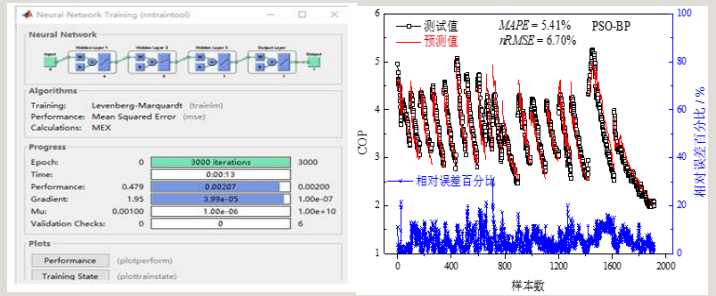 Neural Network Training (nntraintool)
Neural Network
Hidden Layer 1 Hidden Layer 2 Hidden Layer 3 Output Layer
Input Output
W b W b W b W b
Algorithms
Training: Levenberg-Marquardt (trainlm)
Performance: Mean Squared Error (mse)
Calculations: MEX
Progress
Epoch: 0 3000 iterations 3000
Time: 0:00:13
Performance: 0.479 0.00207 0.00200
Gradient: 1.95 3.99e-05 1.00e-07
Mu: 0.00100 1.00e-06 1.00e+10
Validation Checks: 0 0 6
Plots
Performance (plotperform)
Training State (plottrainstate)
测试值 MAPE = 5.41% PSO-BP
预测值 nRMSE = 6.70%
相对误差百分比
COP
6
5
4
3
2
1
0 400 800 1200 1600 2000
样本数
100
80
60
40
20
0
相对误差百分比 / %